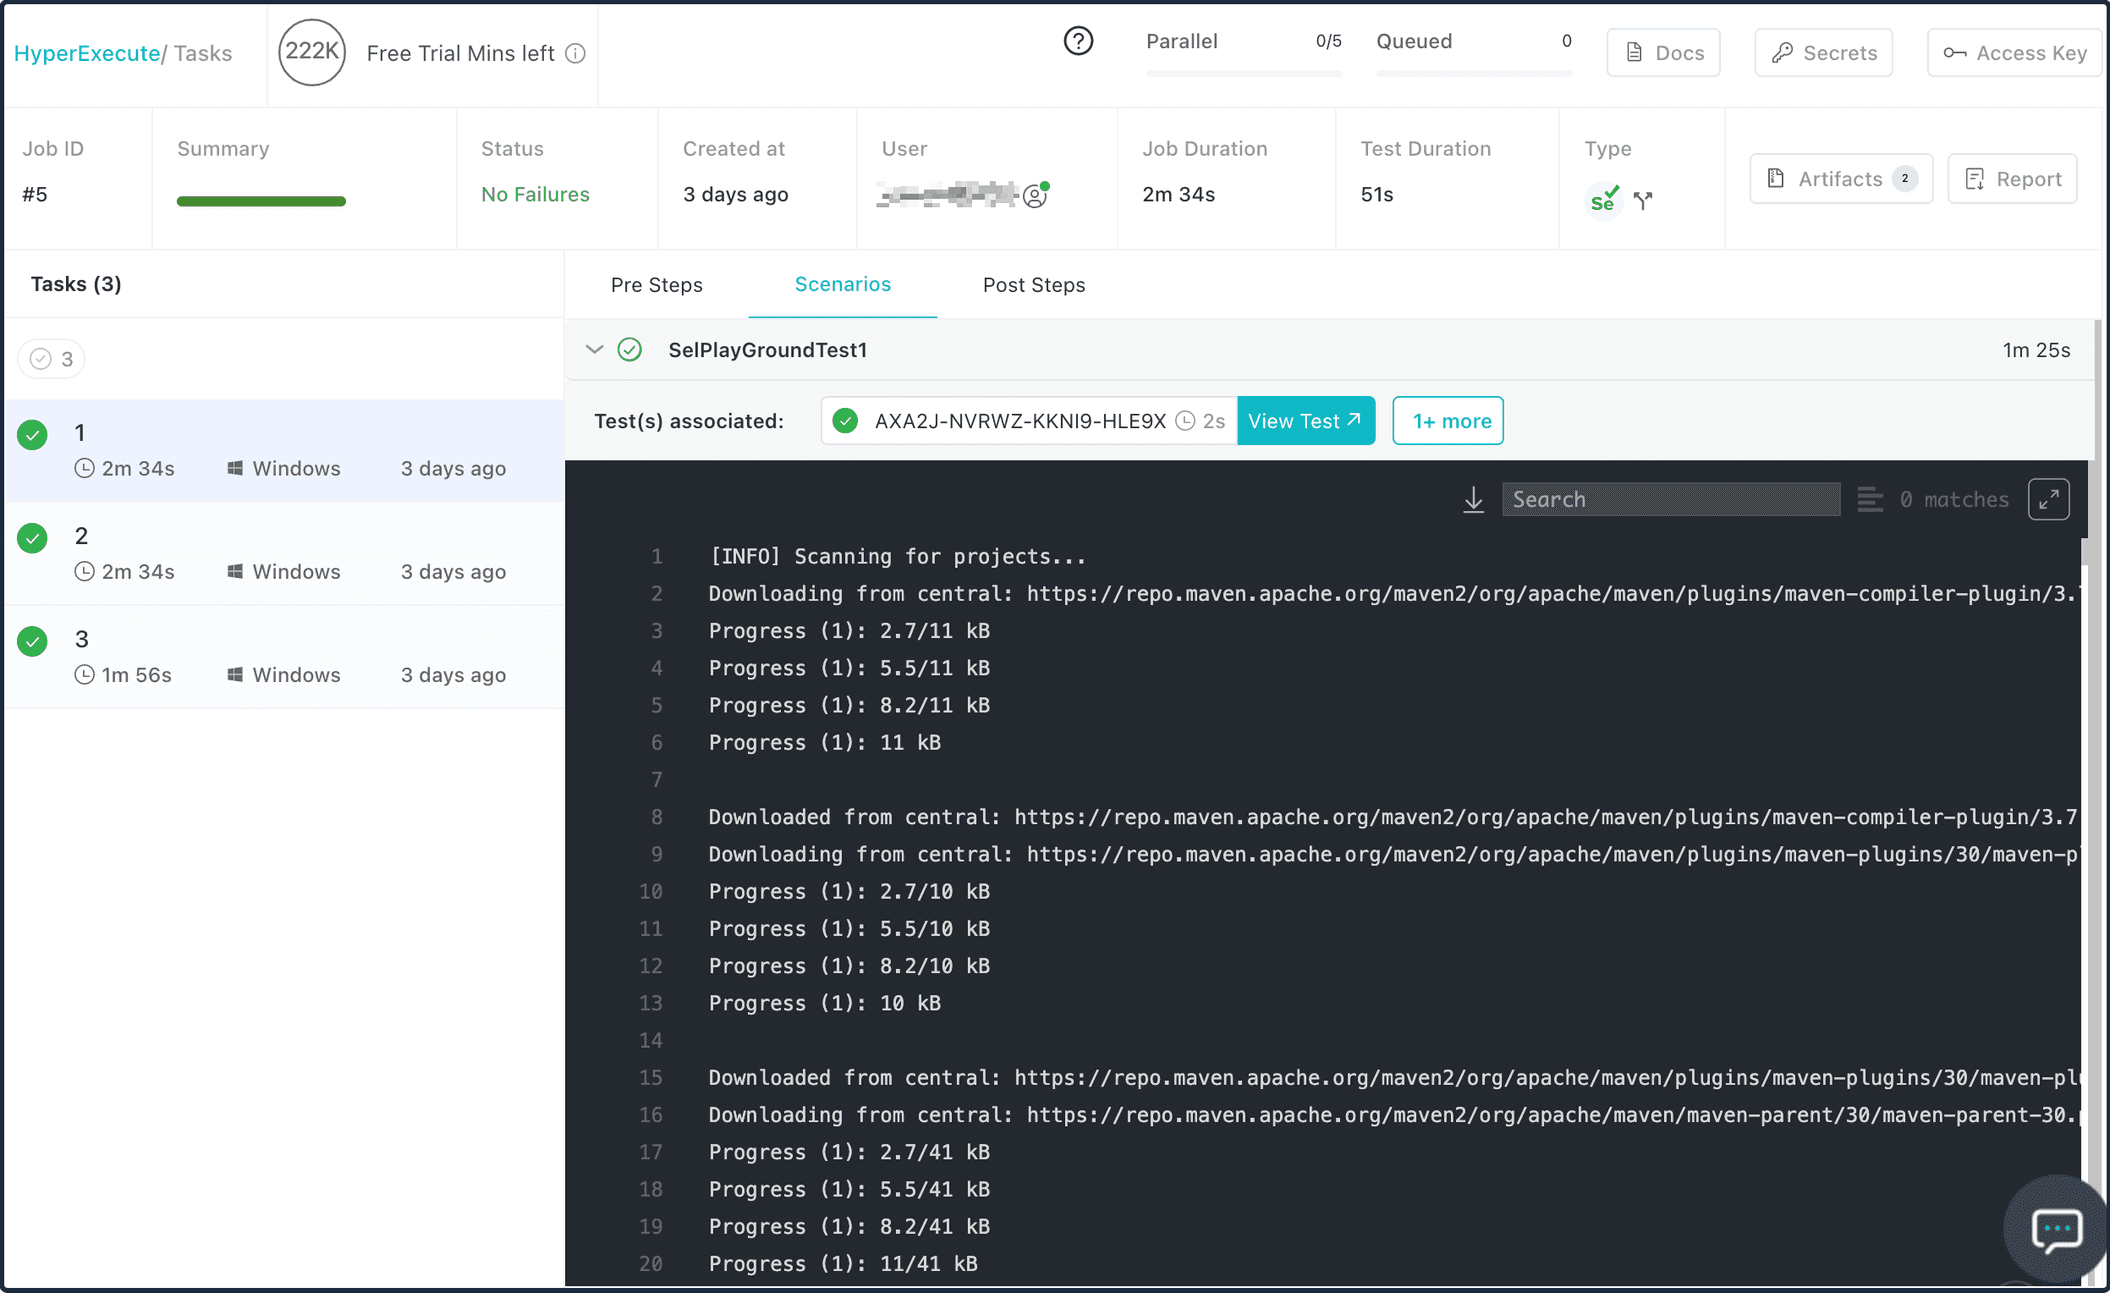 HyperExecute/ Tasks
222K
Free Trial Mins left
Parallel 0/5
Queued 0
Docs
Secrets
Access Key
Job ID
#5
Summary
Status
No Failures
Created at
3 days ago
User
Job Duration
2m 34s
Test Duration
51s
Type
Se
Artifacts 2
Report
Tasks (3)
3
1
2m 34s Windows 3 days ago
2
2m 34s Windows 3 days ago
3
1m 56s Windows 3 days ago
Pre Steps
Scenarios
Post Steps
SelPlayGroundTest1
1m 25s
Test(s) associated:
AXA2J-NVRWZ-KKNI9-HLE9X 2s
View Test
1+ more
Search
0 matches
1 [INFO] Scanning for projects...
2 Downloading from central: https://repo.maven.apache.org/maven2/org/apache/maven/plugins/maven-compiler-plugin/3.
3 Progress (1): 2.7/11 kB
4 Progress (1): 5.5/11 kB
5 Progress (1): 8.2/11 kB
6 Progress (1): 11 kB
7
8 Downloaded from central: https://repo.maven.apache.org/maven2/org/apache/maven/plugins/maven-compiler-plugin/3.7
9 Downloading from central: https://repo.maven.apache.org/maven2/org/apache/maven/plugins/maven-plugins/30/maven-p
10 Progress (1): 2.7/10 kB
11 Progress (1): 5.5/10 kB
12 Progress (1): 8.2/10 kB
13 Progress (1): 10 kB
14
15 Downloaded from central: https://repo.maven.apache.org/maven2/org/apache/maven/plugins/maven-plugins/30/maven-pl
16 Downloading from central: https://repo.maven.apache.org/maven2/org/apache/maven/maven-parent/30/maven-parent-30.
17 Progress (1): 2.7/41 kB
18 Progress (1): 5.5/41 kB
19 Progress (1): 8.2/41 kB
20 Progress (1): 11/41 kB